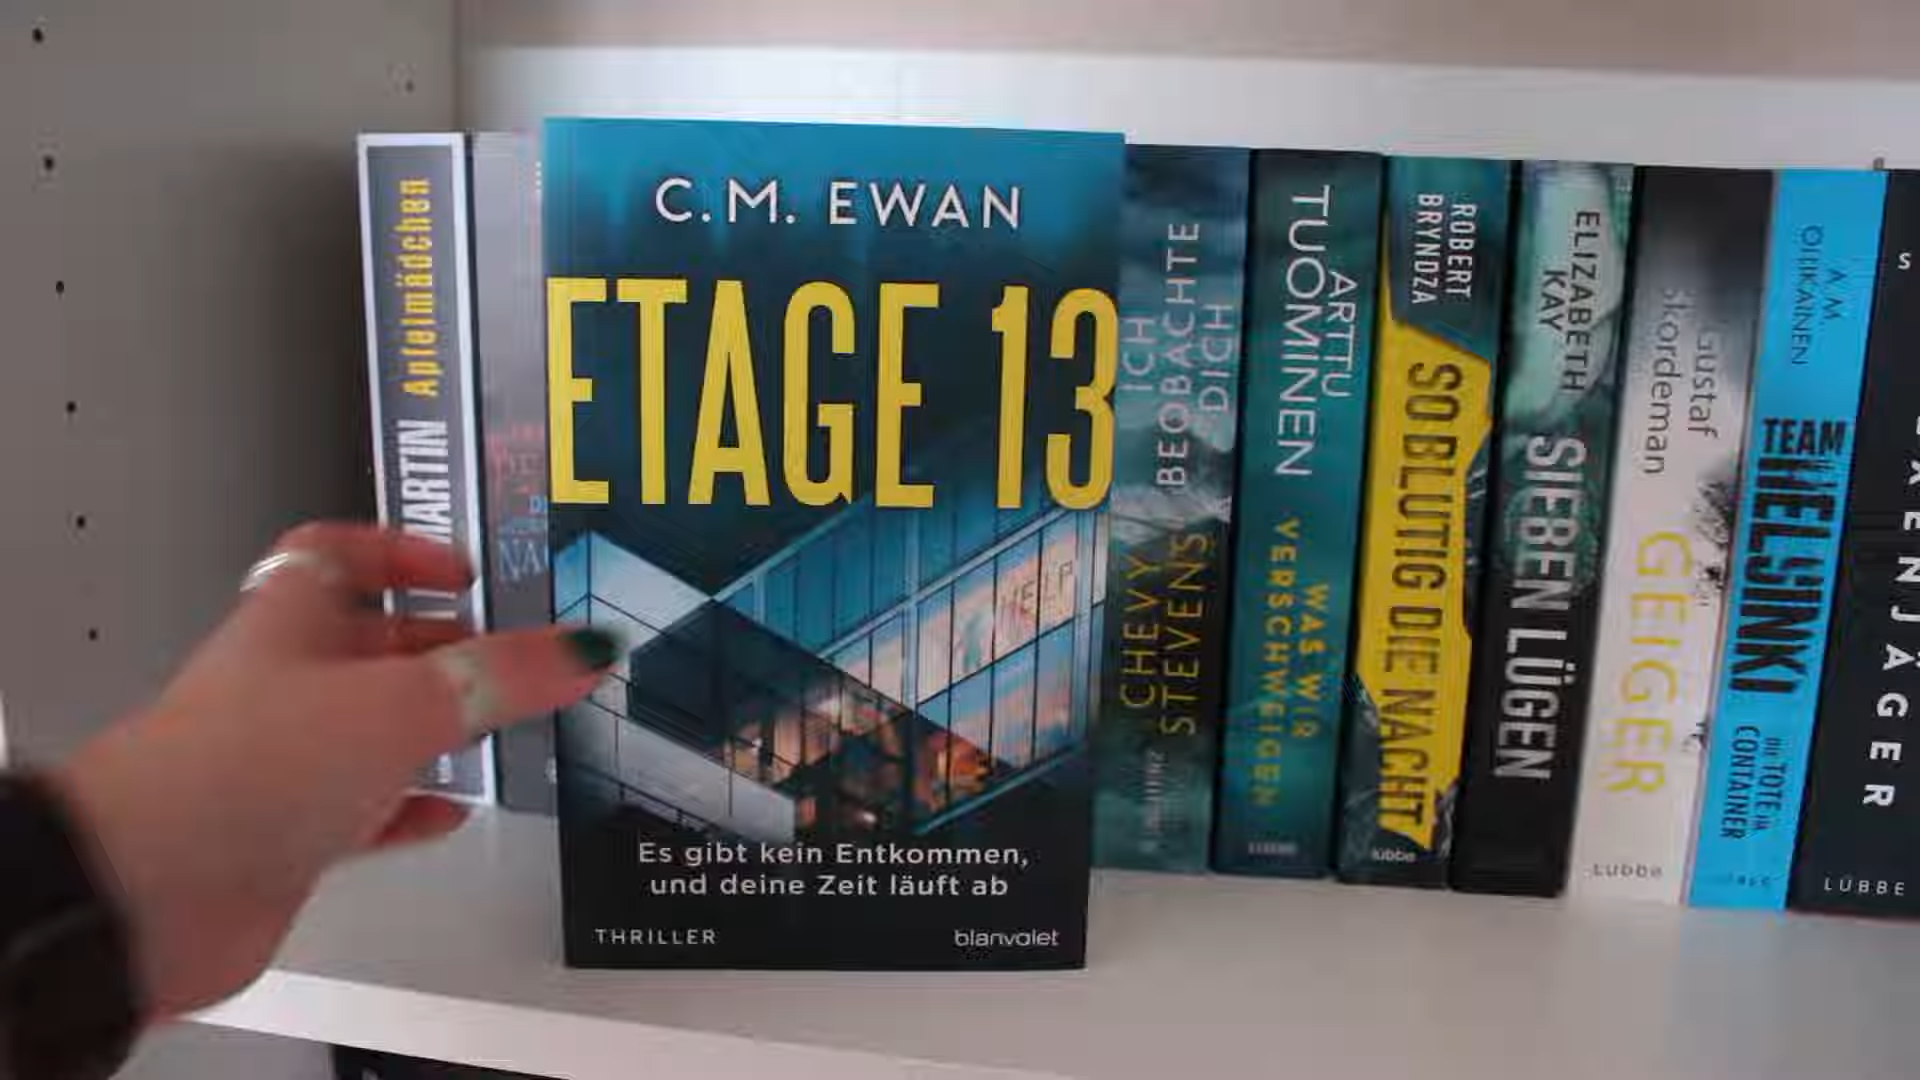 Apfelmädchen
MARTIN
C.M. EWAN
ETAGE 13
HELP
Es gibt kein Entkommen,
und deine Zeit läuft ab
THRILLER
blanvalet
ICH
BEOBACHTE
DICH
CHEVY
STEVENS
ARTTU
TUOMINEN
WAS WIR
VERSCHWEIGEN
ROBERT
BRYNDZA
SO BLUTIG DIE NACHT
lübbe
ELIZABETH
KAY
SIEBEN LÜGEN
Gustaf
Skördeman
GEIGER
LÜBBE
A. M.
OLLIKAINEN
TEAM
HELSINKI
DIE TOTE IM
CONTAINER
XENJÄGER
LÜBBE